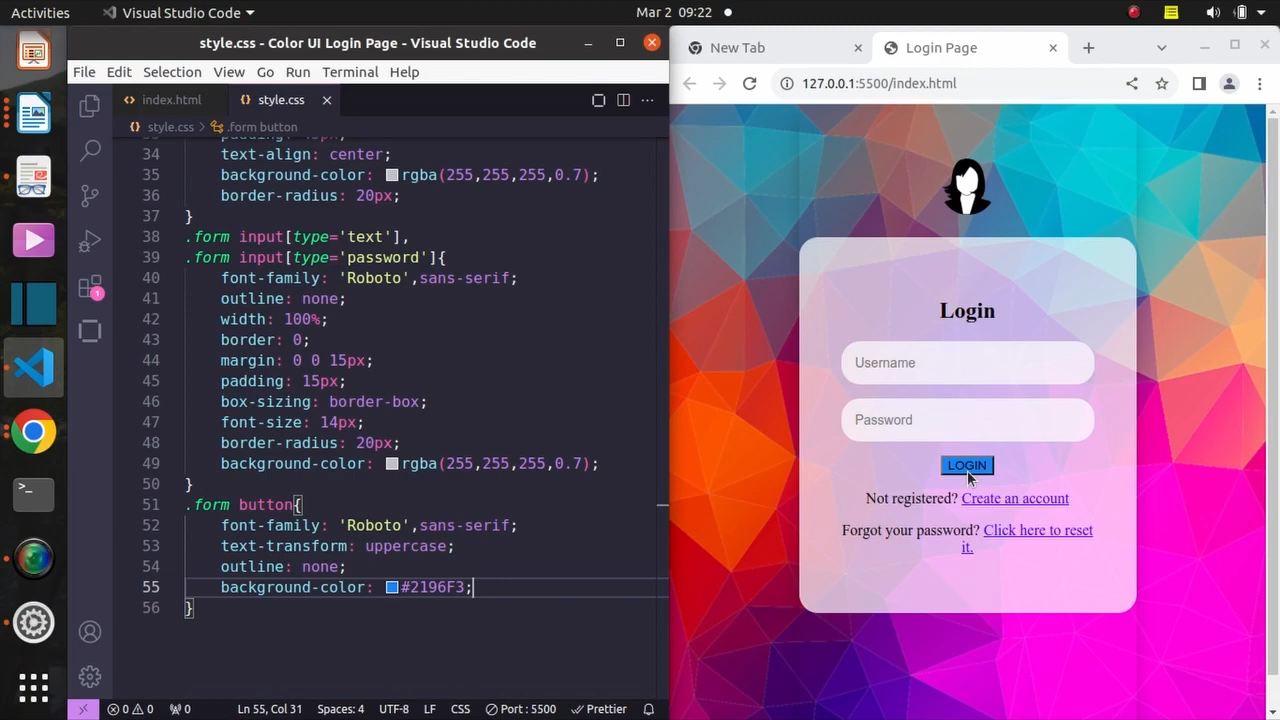 Activities
Visual Studio Code
Mar 2 09:22
style.css - Color UI Login Page - Visual Studio Code
File Edit Selection View Go Run Terminal Help
index.html
style.css
style.css > .form button
34 text-align: center;
35 background-color: rgba(255,255,255,0.7);
36 border-radius: 20px;
37 }
38 .form input[type='text'],
39 .form input[type='password']{
40 font-family: 'Roboto',sans-serif;
41 outline: none;
42 width: 100%;
43 border: 0;
44 margin: 0 0 15px;
45 padding: 15px;
46 box-sizing: border-box;
47 font-size: 14px;
48 border-radius: 20px;
49 background-color: rgba(255,255,255,0.7);
50 }
51 .form button{
52 font-family: 'Roboto',sans-serif;
53 text-transform: uppercase;
54 outline: none;
55 background-color: #2196F3;
56 }
1
0 0 0
Ln 55, Col 31
Spaces: 4
UTF-8
LF
CSS
Port : 5500
Prettier
New Tab
Login Page
127.0.0.1:5500/index.html
Login
Username
Password
LOGIN
Not registered? Create an account
Forgot your password? Click here to reset
it.